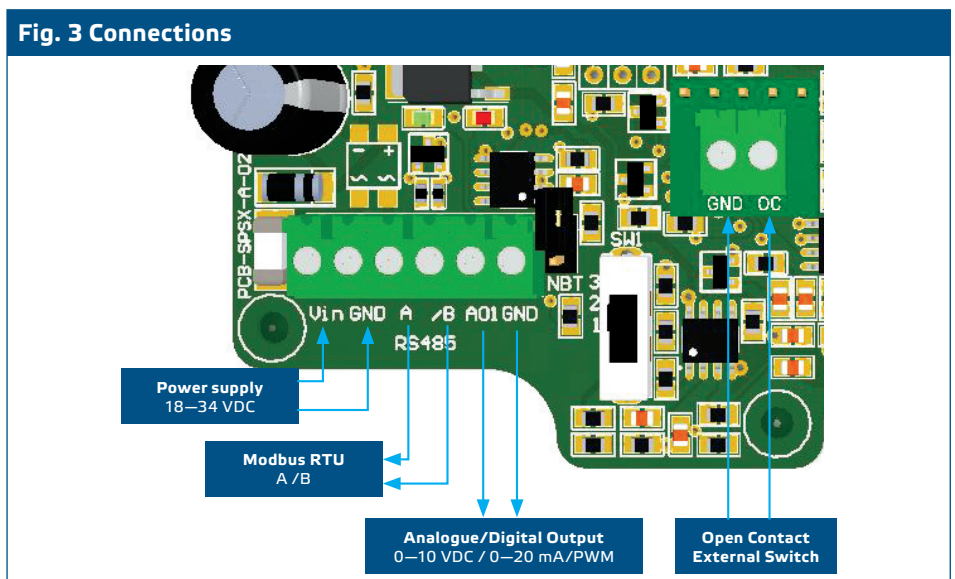 Fig. 3 Connections
PCB-SPSX-A-02
- +
GND OC
SW1
NBT 3
2
1
Vin GND A /B AO1 GND
RS485
Power supply
18—34 VDC
Modbus RTU
A /B
Analogue/Digital Output
0—10 VDC / 0—20 mA/PWM
Open Contact
External Switch